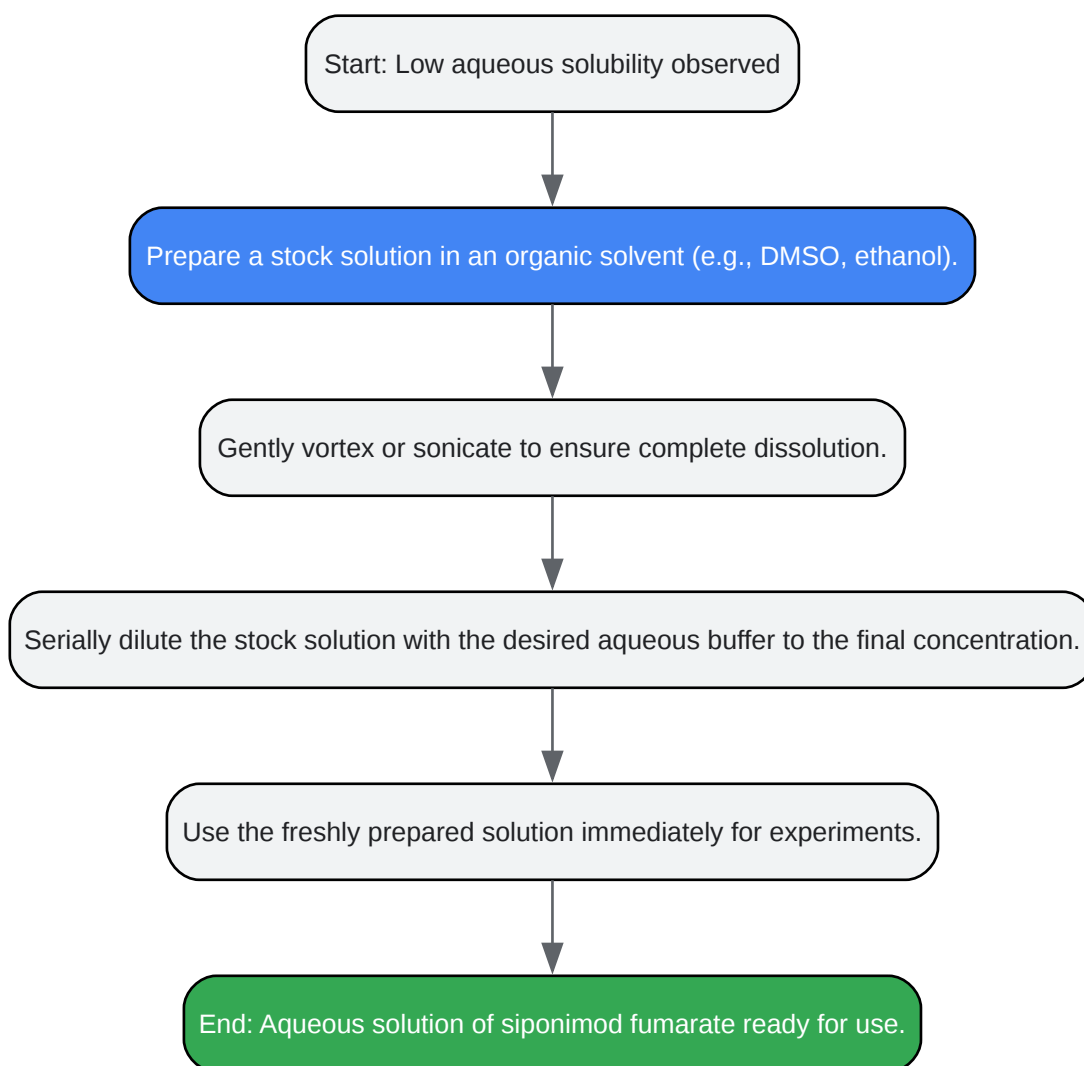 Start: Low aqueous solubility observed
Prepare a stock solution in an organic solvent (e.g., DMSO, ethanol).
Gently vortex or sonicate to ensure complete dissolution.
Serially dilute the stock solution with the desired aqueous buffer to the final concentration.
Use the freshly prepared solution immediately for experiments.
End: Aqueous solution of siponimod fumarate ready for use.